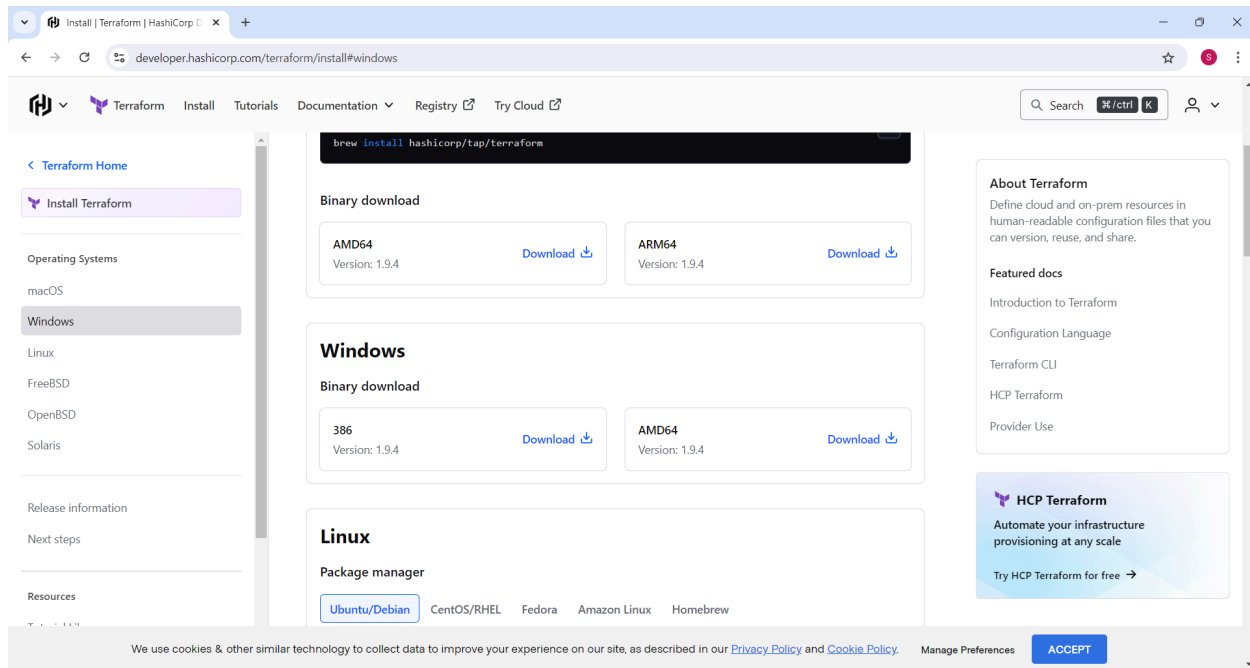 Install | Terraform | HashiCorp D
developer.hashicorp.com/terraform/install#windows
S
Terraform Install Tutorials Documentation Registry Try Cloud
Search ⌘/ctrl K
Terraform Home
Install Terraform
Operating Systems
macOS
Windows
Linux
FreeBSD
OpenBSD
Solaris
Release information
Next steps
Resources
brew install hashicorp/tap/terraform
Binary download
AMD64
Version: 1.9.4
Download
ARM64
Version: 1.9.4
Download
Windows
Binary download
386
Version: 1.9.4
Download
AMD64
Version: 1.9.4
Download
Linux
Package manager
Ubuntu/Debian CentOS/RHEL Fedora Amazon Linux Homebrew
About Terraform
Define cloud and on-prem resources in
human-readable configuration files that you
can version, reuse, and share.
Featured docs
Introduction to Terraform
Configuration Language
Terraform CLI
HCP Terraform
Provider Use
HCP Terraform
Automate your infrastructure
provisioning at any scale
Try HCP Terraform for free →
We use cookies & other similar technology to collect data to improve your experience on our site, as described in our Privacy Policy and Cookie Policy.
Manage Preferences
ACCEPT